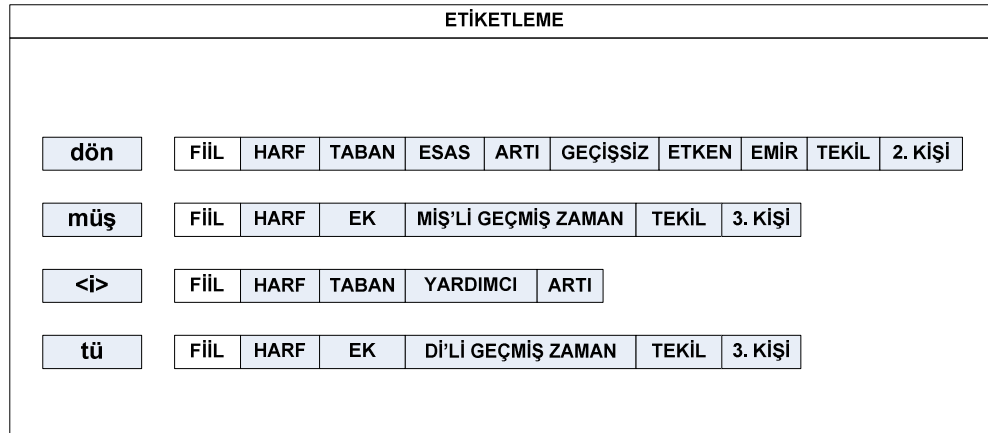 ETİKETLEME
dön FİİL HARF TABAN ESAS ARTI GEÇİŞSİZ ETKEN EMİR TEKİL 2. KİŞİ
müş FİİL HARF EK MİŞ'Lİ GEÇMİŞ ZAMAN TEKİL 3. KİŞİ
<i> FİİL HARF TABAN YARDIMCI ARTI
tü FİİL HARF EK Dİ'Lİ GEÇMİŞ ZAMAN TEKİL 3. KİŞİ